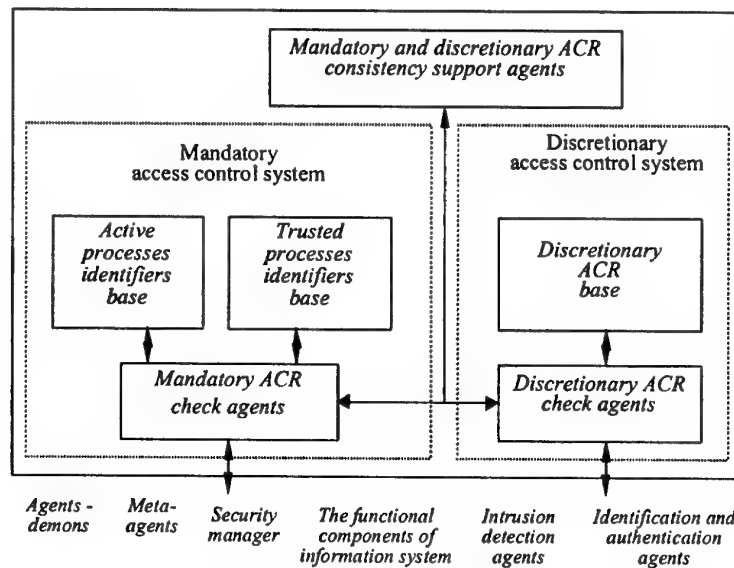 Mandatory and discretionary ACR
consistency support agents
Mandatory
access control system
Discretionary
access control system
Active
processes
identifiers
base
Trusted
processes
identifiers
base
Discretionary
ACR
base
Mandatory ACR
check agents
Discretionary ACR
check agents
Agents -
demons
Meta-
agents
Security
manager
The functional
components of
information system
Intrusion
detection
agents
Identification and
authentication
agents